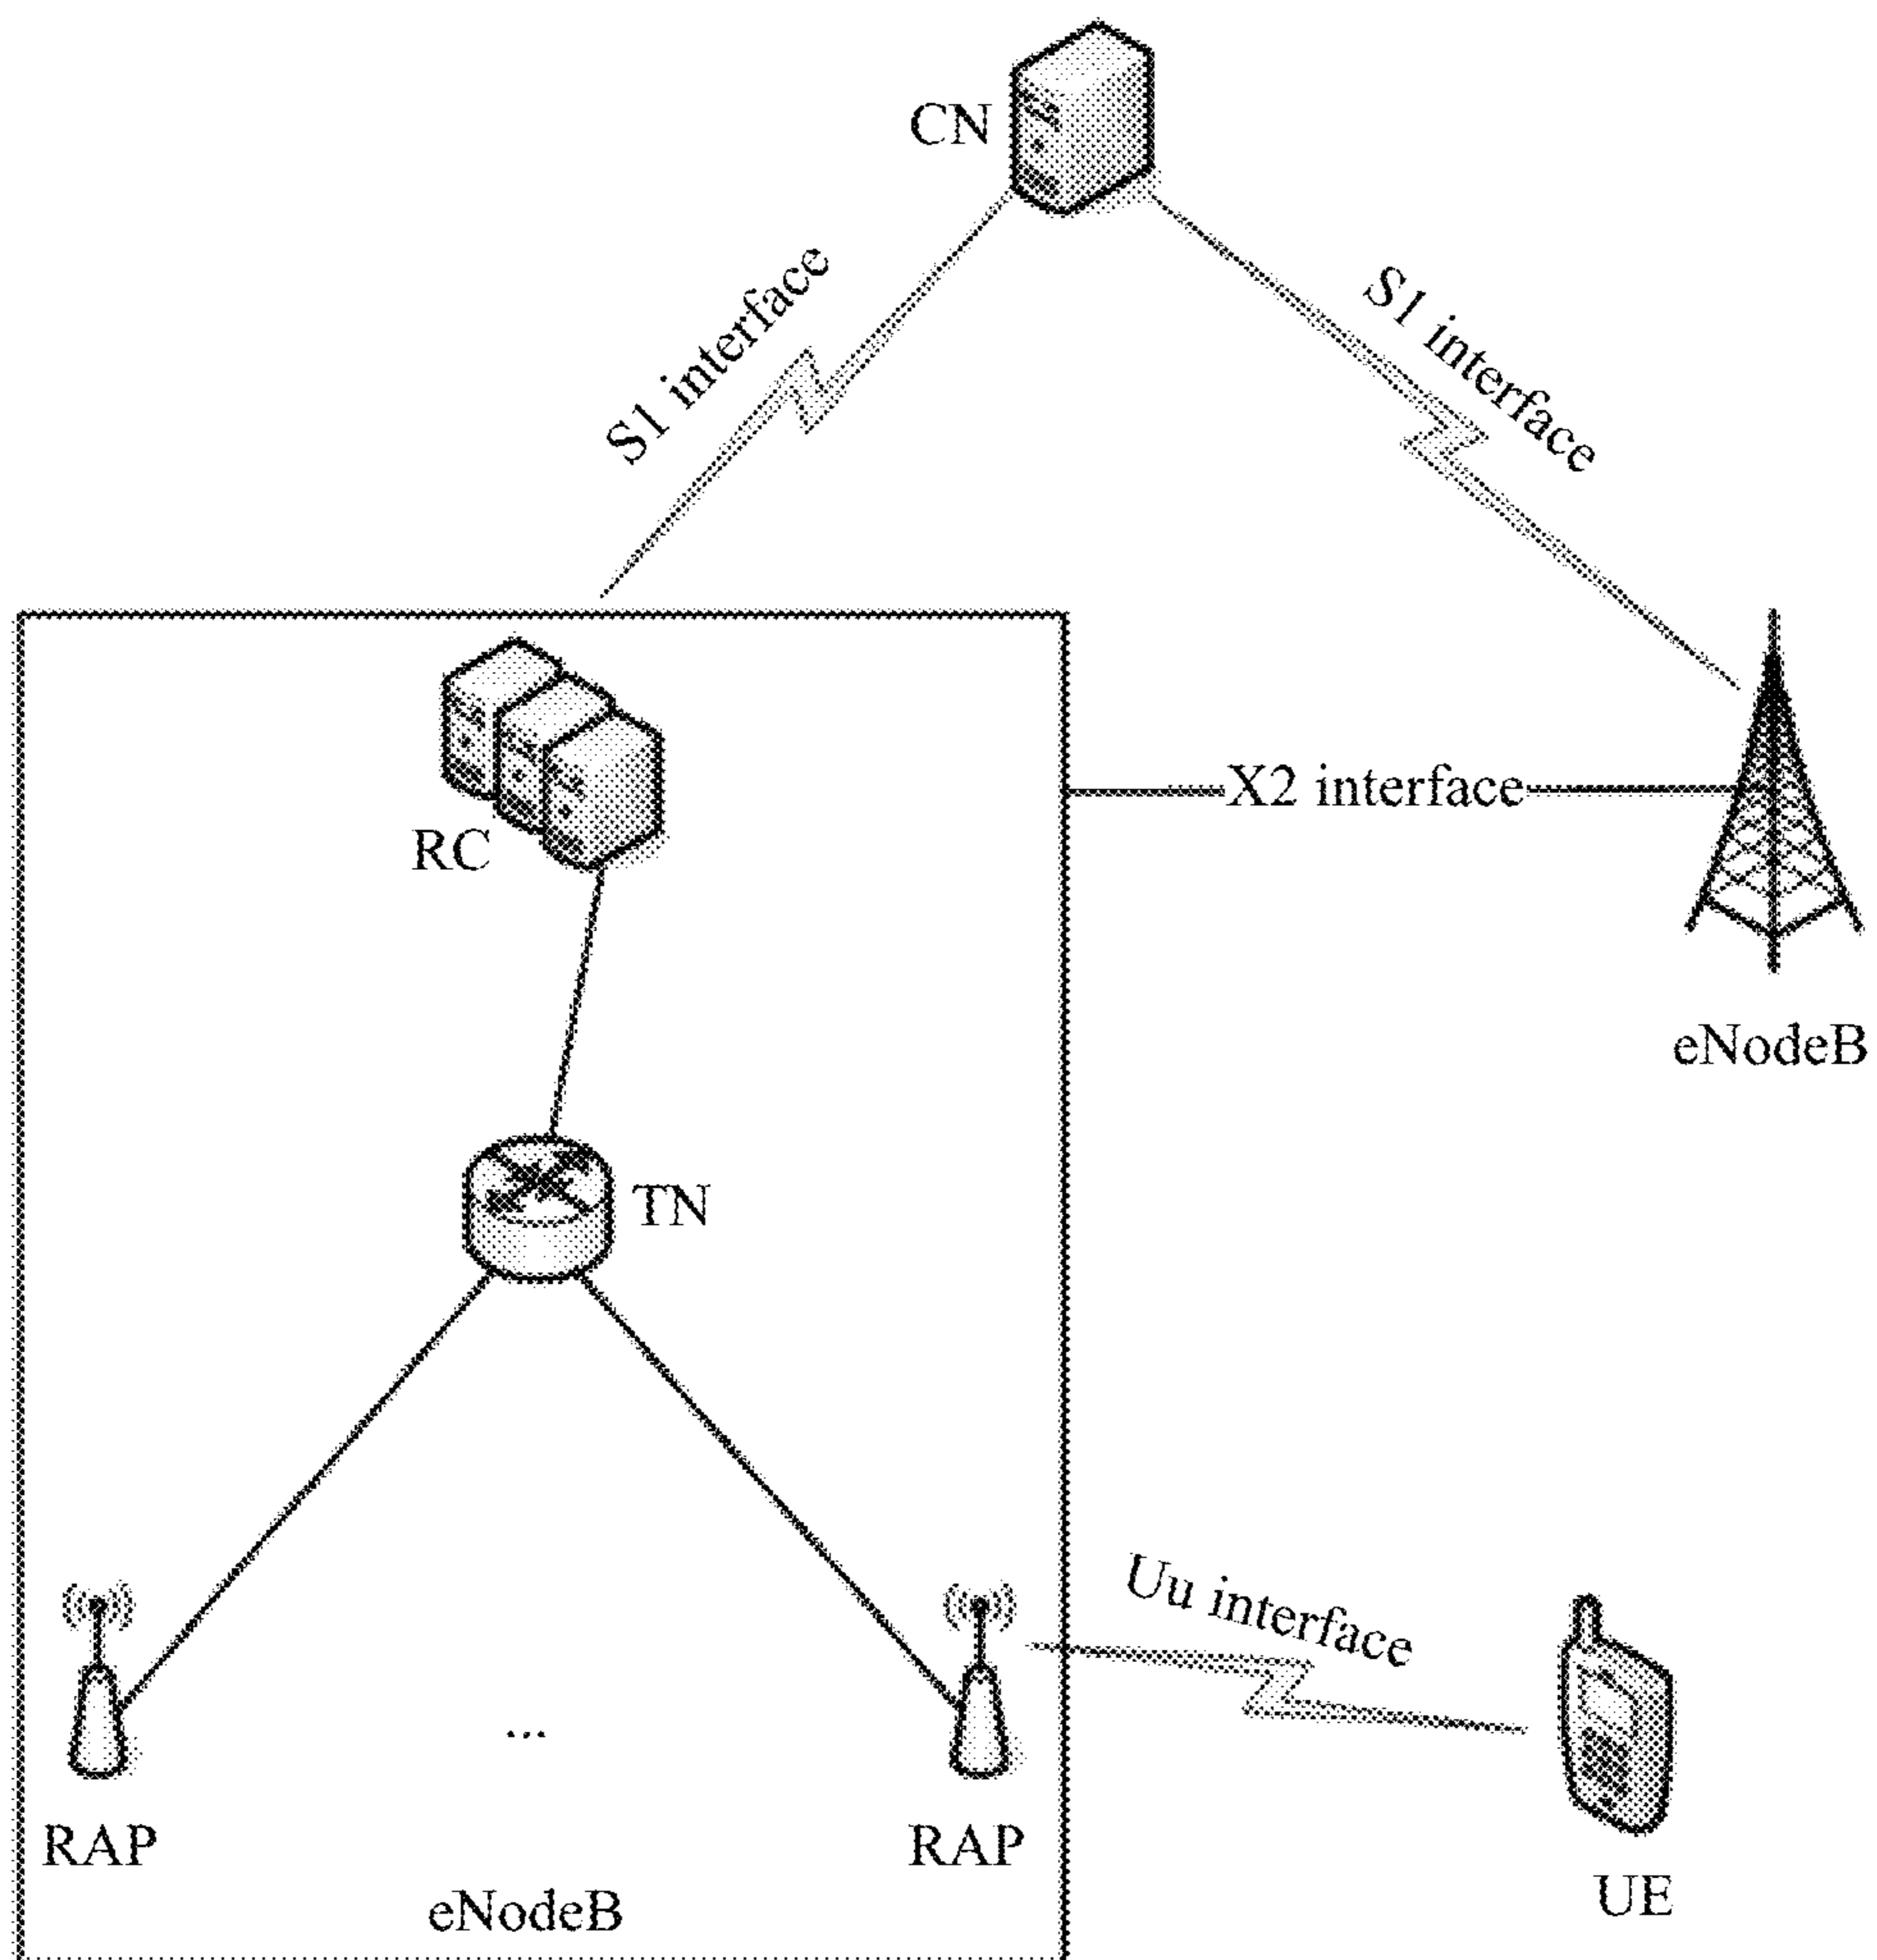 CN
S1 interface
S1 interface
RC
X2 interface
eNodeB
TN
Uu interface
...
RAP
RAP
eNodeB
UE